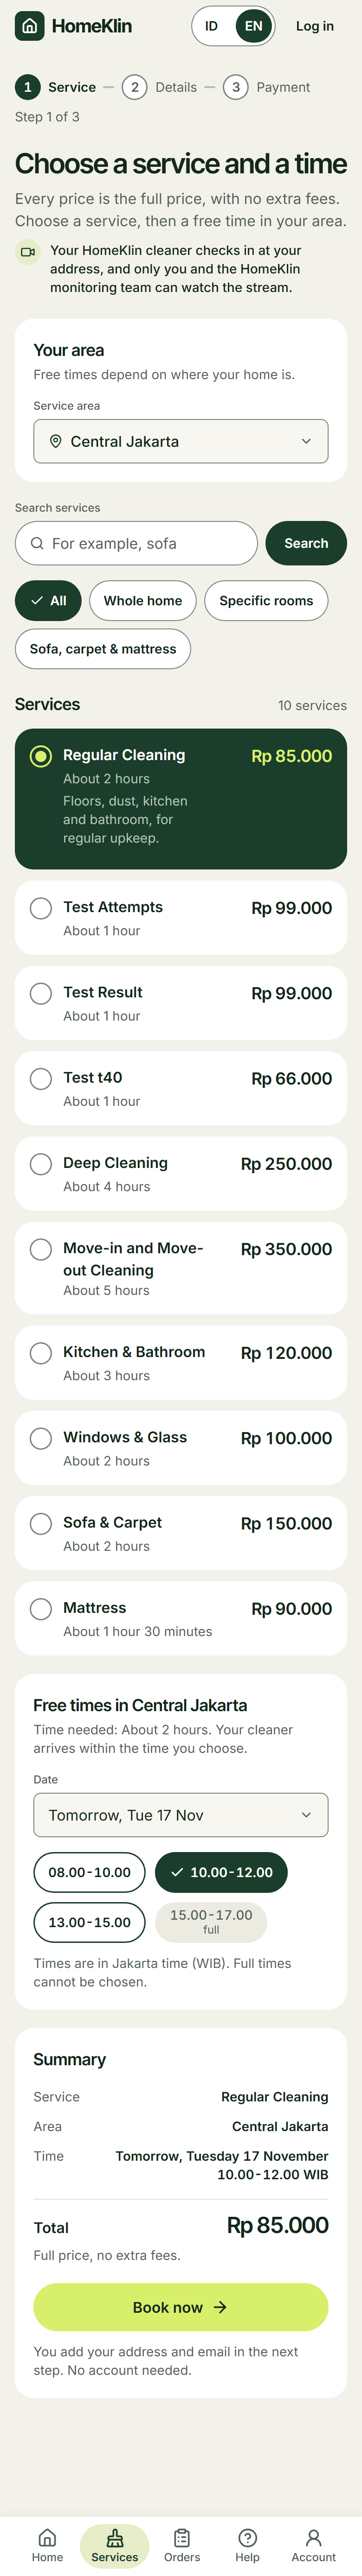 HomeKlin
ID
EN
Log in
1 Service
2 Details
3 Payment
Step 1 of 3
Choose a service and a time
Every price is the full price, with no extra fees.
Choose a service, then a free time in your area.
Your HomeKlin cleaner checks in at your
address, and only you and the HomeKlin
monitoring team can watch the stream.
Your area
Free times depend on where your home is.
Service area
Central Jakarta
Search services
For example, sofa
Search
All
Whole home
Specific rooms
Sofa, carpet & mattress
Services
10 services
Regular Cleaning
Rp 85.000
About 2 hours
Floors, dust, kitchen
and bathroom, for
regular upkeep.
Test Attempts
Rp 99.000
About 1 hour
Test Result
Rp 99.000
About 1 hour
Test t40
Rp 66.000
About 1 hour
Deep Cleaning
Rp 250.000
About 4 hours
Move-in and Move-
out Cleaning
Rp 350.000
About 5 hours
Kitchen & Bathroom
Rp 120.000
About 3 hours
Windows & Glass
Rp 100.000
About 2 hours
Sofa & Carpet
Rp 150.000
About 2 hours
Mattress
Rp 90.000
About 1 hour 30 minutes
Free times in Central Jakarta
Time needed: About 2 hours. Your cleaner
arrives within the time you choose.
Date
Tomorrow, Tue 17 Nov
08.00-10.00
10.00-12.00
13.00-15.00
15.00-17.00
full
Times are in Jakarta time (WIB). Full times
cannot be chosen.
Summary
Service
Regular Cleaning
Area
Central Jakarta
Time
Tomorrow, Tuesday 17 November
10.00-12.00 WIB
Total
Rp 85.000
Full price, no extra fees.
Book now
You add your address and email in the next
step. No account needed.
Home
Services
Orders
Help
Account